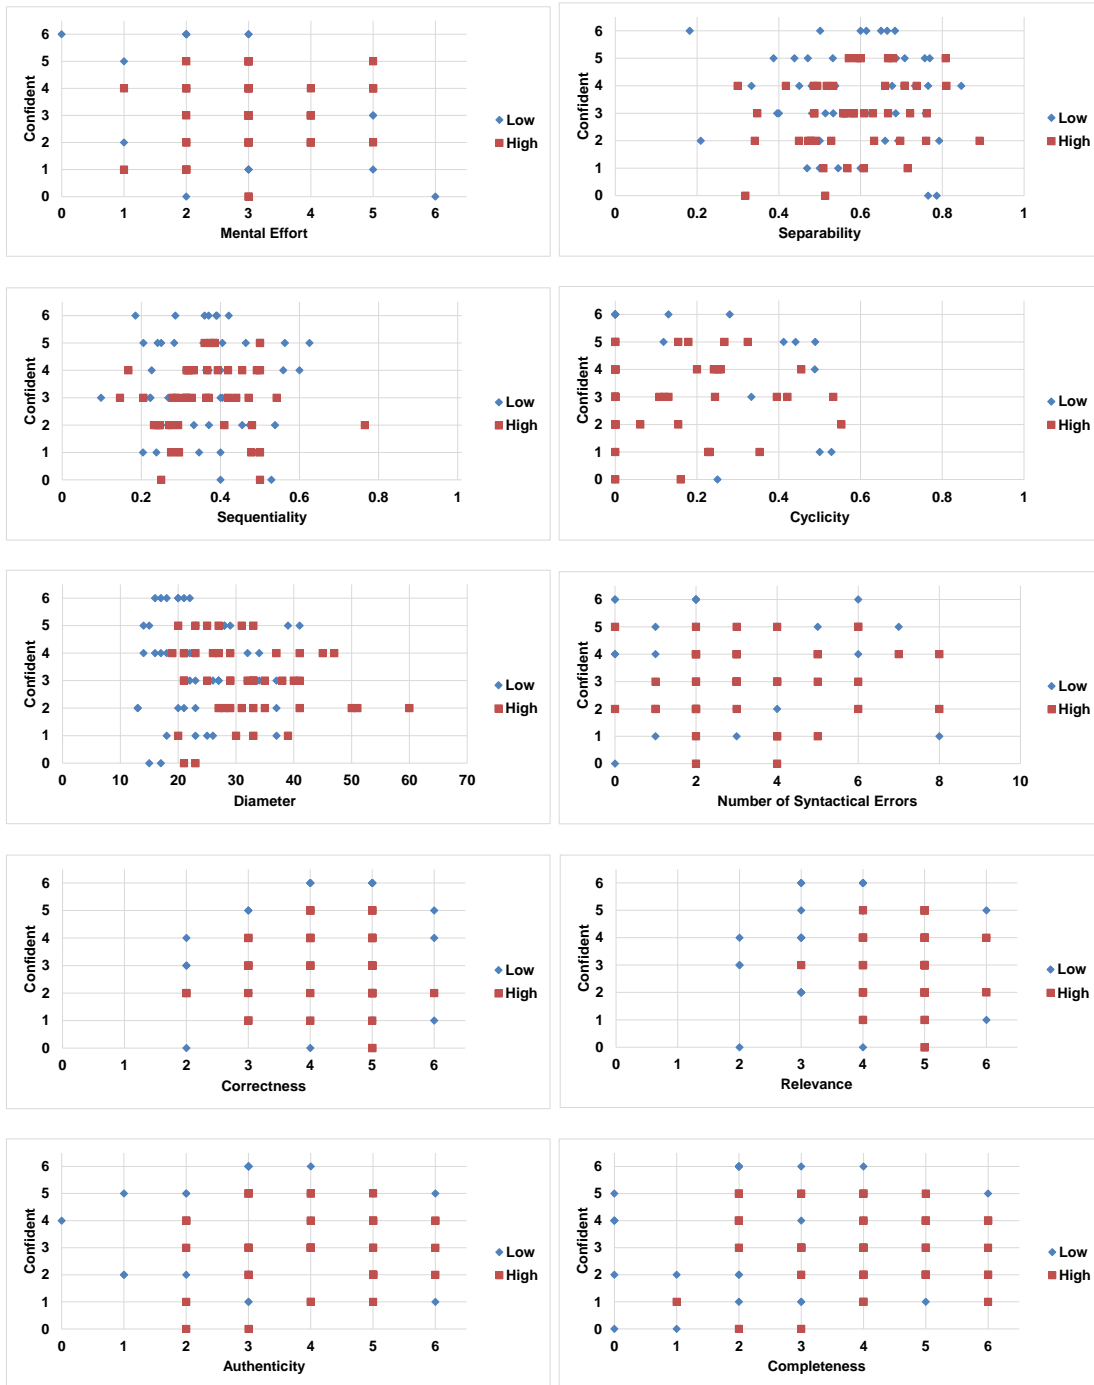 6
5
4
3
2
1
0
Confident
0 1 2 3 4 5 6
Mental Effort
Low
High
6
5
4
3
2
1
0
Confident
0 0.2 0.4 0.6 0.8 1
Separability
Low
High
6
5
4
3
2
1
0
Confident
0 0.2 0.4 0.6 0.8 1
Sequentiality
Low
High
6
5
4
3
2
1
0
Confident
0 0.2 0.4 0.6 0.8 1
Cyclicity
Low
High
6
5
4
3
2
1
0
Confident
0 10 20 30 40 50 60 70
Diameter
Low
High
6
5
4
3
2
1
0
Confident
0 2 4 6 8 10
Number of Syntactical Errors
Low
High
6
5
4
3
2
1
0
Confident
0 1 2 3 4 5 6
Correctness
Low
High
6
5
4
3
2
1
0
Confident
0 1 2 3 4 5 6
Relevance
Low
High
6
5
4
3
2
1
0
Confident
0 1 2 3 4 5 6
Authenticity
Low
High
6
5
4
3
2
1
0
Confident
0 1 2 3 4 5 6
Completeness
Low
High